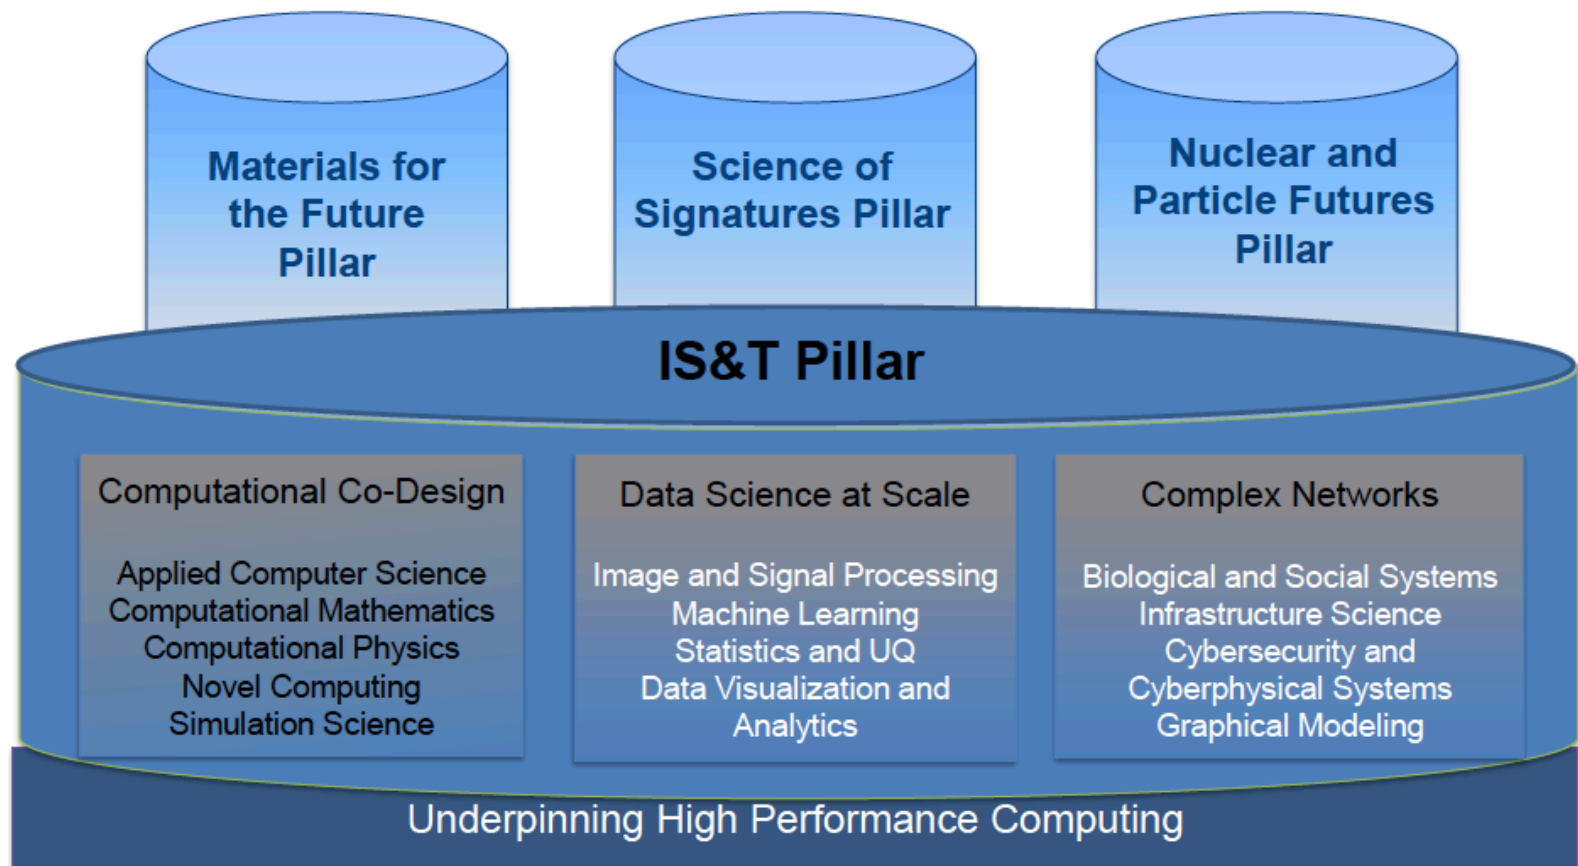 Materials for
the Future
Pillar
Science of
Signatures Pillar
Nuclear and
Particle Futures
Pillar
IS&T Pillar
Computational Co-Design
Applied Computer Science
Computational Mathematics
Computational Physics
Novel Computing
Simulation Science
Data Science at Scale
Image and Signal Processing
Machine Learning
Statistics and UQ
Data Visualization and
Analytics
Complex Networks
Biological and Social Systems
Infrastructure Science
Cybersecurity and
Cyberphysical Systems
Graphical Modeling
Underpinning High Performance Computing